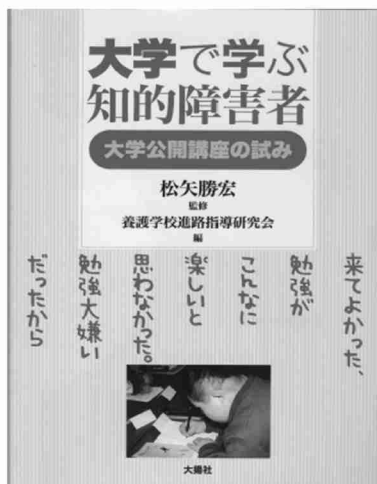 大学で学ぶ
知的障害者
大学公開講座の試み
松矢勝宏
監修
養護学校進路指導研究会
編
来てよかった、
勉強が
こんなに
楽しいと
思わなかった。
勉強大嫌い
だったから
大揚社